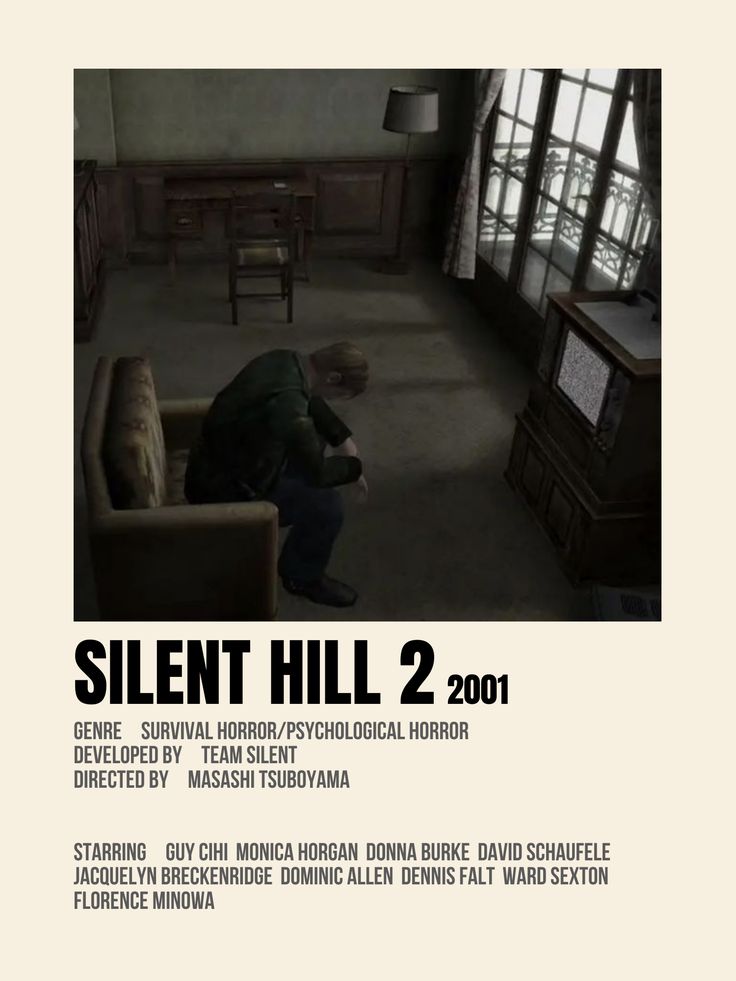 SILENT HILL 2 2001
GENRE SURVIVAL HORROR/PSYCHOLOGICAL HORROR
DEVELOPED BY TEAM SILENT
DIRECTED BY MASASHI TSUBOYAMA
STARRING GUY CIHI MONICA HORGAN DONNA BURKE DAVID SCHAUFELE
JACQUELYN BRECKENRIDGE DOMINIC ALLEN DENNIS FALT WARD SEXTON
FLORENCE MINOWA